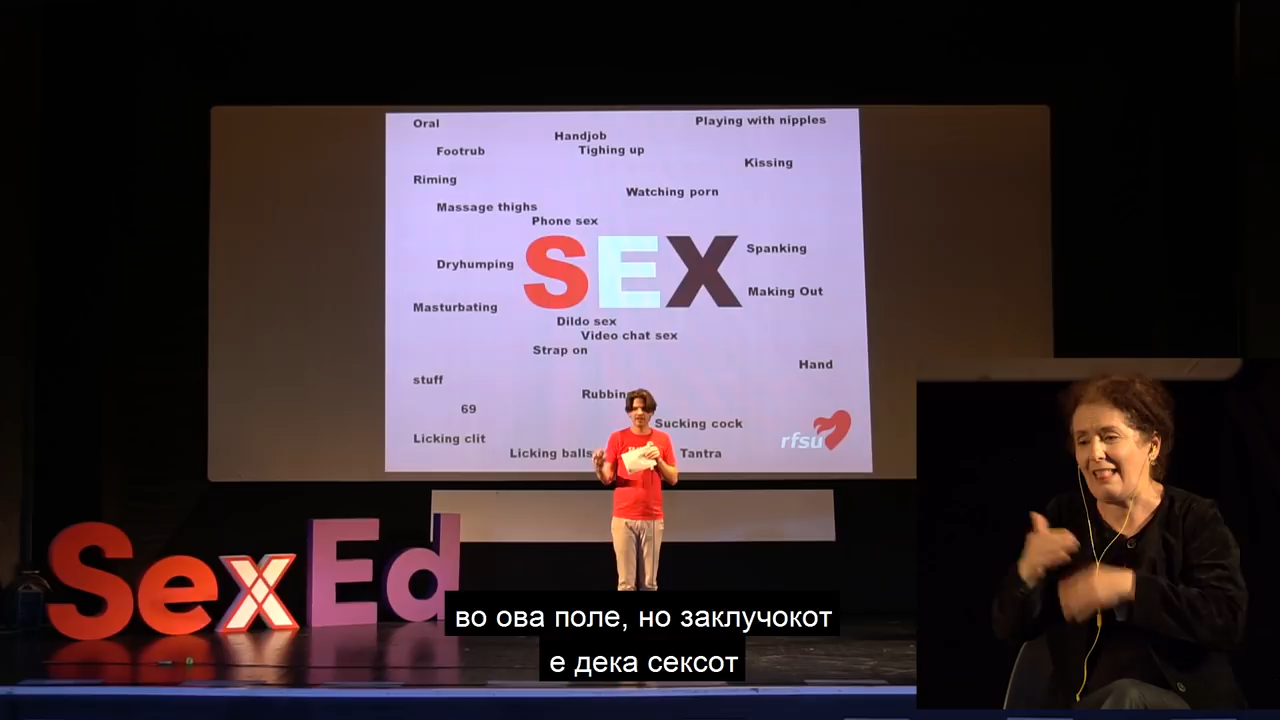 Oral
Handjob
Playing with nipples
Footrub
Tighing up
Kissing
Riming
Watching porn
Massage thighs
Phone sex
SEX
Spanking
Dryhumping
Making Out
Masturbating
Dildo sex
Video chat sex
Strap on
Hand
stuff
69
Sucking cock
Licking clit
rfsu
Licking balls
Tantra
SexEd
во ова поле, но заклучокот
е дека сексот